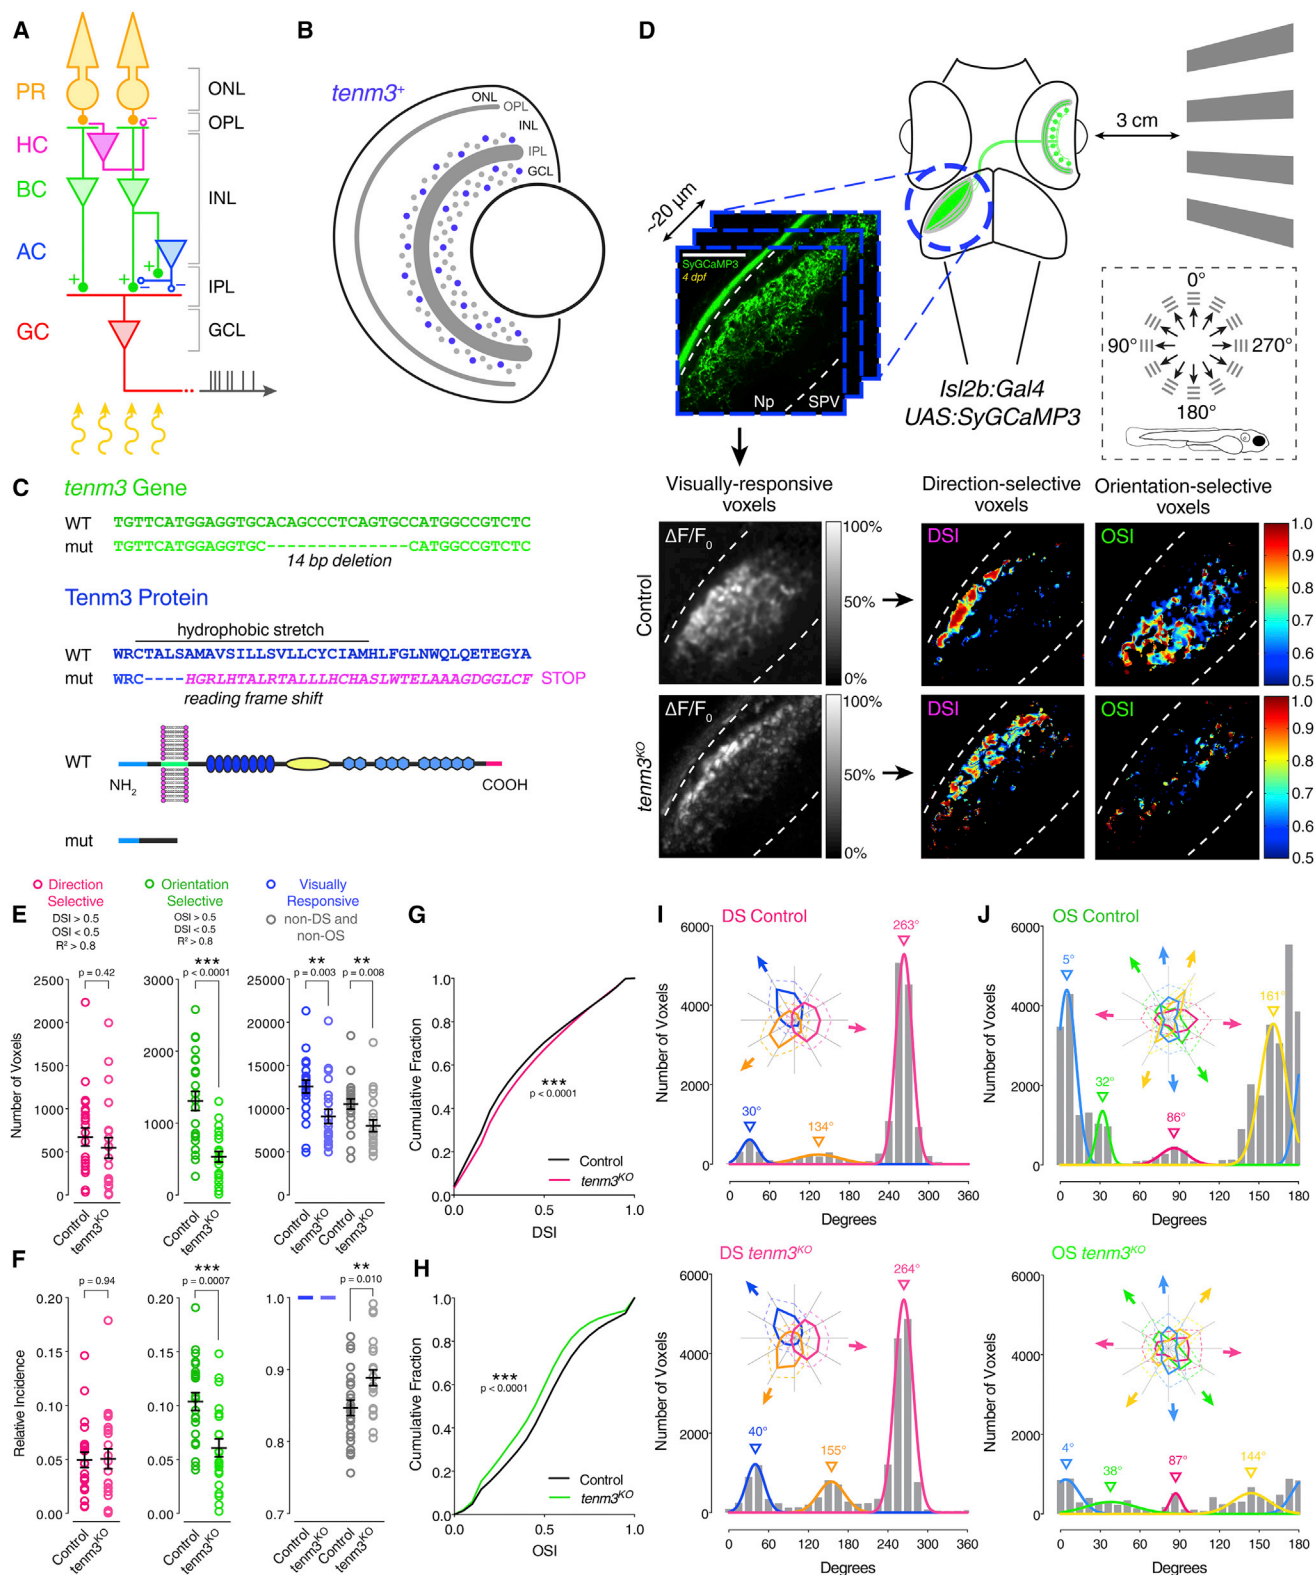 A
PR
HC
BC
AC
GC
ONL
OPL
INL
IPL
GCL
+
+
+
−
−
−
B
tenm3+
ONL
OPL
INL
IPL
GCL
C
tenm3 Gene
WT TGTTCATGGAGGTGCACAGCCCTCAGTGCCATGGCCGTCTC
mut TGTTCATGGAGGTGC--------------CATGGCCGTCTC
14 bp deletion
Tenm3 Protein
hydrophobic stretch
WT WRCTALSAMAVSILLSVLLCYCIAMHLFGLNWQLQETEGYA
mut WRC----HGRLHTALRTALLLHCHASLWTELAAAGDGGLCF STOP
reading frame shift
WT
NH2
COOH
mut
D
3 cm
~20 µm
SyGCaMP3
4 dpf
Np
SPV
Isl2b:Gal4
UAS:SyGCaMP3
0°
90°
270°
180°
Visually-responsive
voxels
Direction-selective
voxels
Orientation-selective
voxels
Control
ΔF/F0
100%
50%
0%
DSI
OSI
1.0
0.9
0.8
0.7
0.6
0.5
tenm3KO
ΔF/F0
100%
50%
0%
DSI
OSI
1.0
0.9
0.8
0.7
0.6
0.5
E
Direction
Selective
DSI > 0.5
OSI < 0.5
R² > 0.8
Orientation
Selective
OSI > 0.5
DSI < 0.5
R² > 0.8
Visually
Responsive
non-DS and
non-OS
Number of Voxels
2500
2000
1500
1000
500
0
p = 0.42
Control
tenm3KO
3000
2000
1000
0
***
p < 0.0001
Control
tenm3KO
25000
20000
15000
10000
5000
0
**
p = 0.003
**
p = 0.008
Control
tenm3KO
Control
tenm3KO
F
Relative Incidence
0.20
0.15
0.10
0.05
0.00
p = 0.94
Control
tenm3KO
0.20
0.15
0.10
0.05
0.00
***
p = 0.0007
Control
tenm3KO
1.0
0.9
0.8
0.7
**
p = 0.010
Control
tenm3KO
Control
tenm3KO
G
Cumulative Fraction
1.0
0.8
0.6
0.4
0.2
0.0
***
p < 0.0001
Control
tenm3KO
0.0
0.5
1.0
DSI
H
Cumulative Fraction
1.0
0.8
0.6
0.4
0.2
0.0
***
p < 0.0001
Control
tenm3KO
0.0
0.5
1.0
OSI
I
DS Control
Number of Voxels
6000
4000
2000
0
30°
134°
263°
0
60
120
180
240
300
360
Degrees
DS tenm3KO
Number of Voxels
6000
4000
2000
0
40°
155°
264°
0
60
120
180
240
300
360
Degrees
J
OS Control
Number of Voxels
6000
4000
2000
0
5°
32°
86°
161°
0
30
60
90
120
150
180
Degrees
OS tenm3KO
Number of Voxels
6000
4000
2000
0
4°
38°
87°
144°
0
30
60
90
120
150
180
Degrees